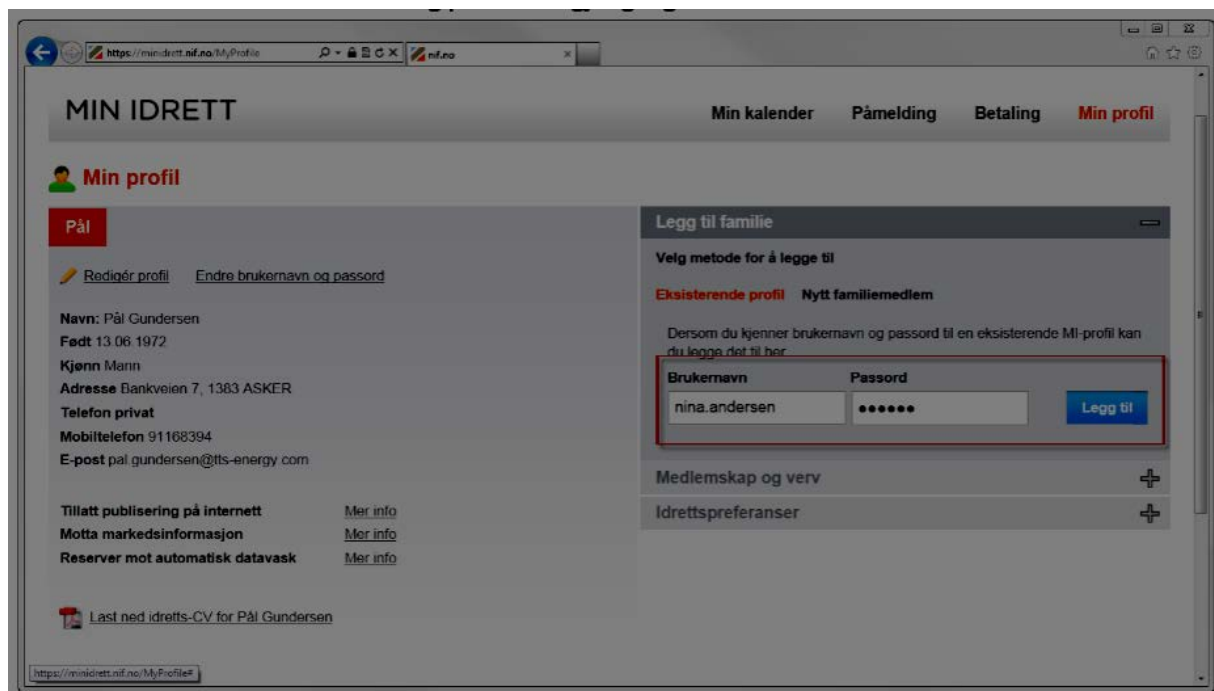 https://minidrett.nif.no/MyProfile
nif.no
MIN IDRETT
Min kalender Påmelding Betaling Min profil
Min profil
Pål
Redigér profil Endre brukernavn og passord
Navn: Pål Gundersen
Født 13.06.1972
Kjønn Mann
Adresse Bankveien 7, 1383 ASKER
Telefon privat
Mobiltelefon 91168394
E-post pal.gundersen@tts-energy.com
Tillatt publisering på internett Mer info
Motta markedsinformasjon Mer info
Reserver mot automatisk datavask Mer info
Last ned idretts-CV for Pål Gundersen
Legg til familie
Velg metode for å legge til
Eksisterende profil Nytt familiemedlem
Dersom du kjenner brukernavn og passord til en eksisterende MI-profil kan
du legge det til her
Brukernavn Passord
nina.andersen ●●●●●● Legg til
Medlemskap og verv
Idrettspreferanser
https://minidrett.nif.no/MyProfile#